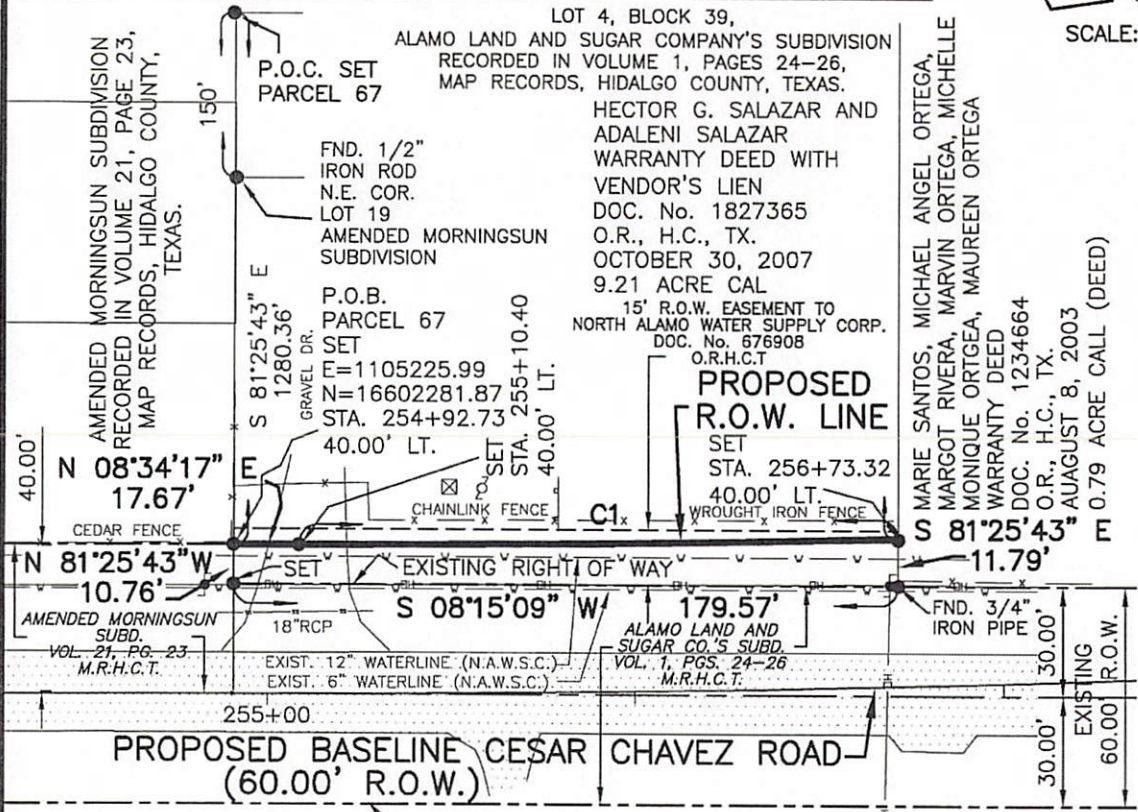 LOT 4, BLOCK 39,
ALAMO LAND AND SUGAR COMPANY'S SUBDIVISION
RECORDED IN VOLUME 1, PAGES 24-26,
MAP RECORDS, HIDALGO COUNTY, TEXAS.
SCALE:
AMENDED MORNINGSUN SUBDIVISION
RECORDED IN VOLUME 21, PAGE 23,
MAP RECORDS, HIDALGO COUNTY,
TEXAS.
150'
P.O.C. SET
PARCEL 67
FND. 1/2"
IRON ROD
N.E. COR.
LOT 19
AMENDED MORNINGSUN
SUBDIVISION
HECTOR G. SALAZAR AND
ADALENI SALAZAR
WARRANTY DEED WITH
VENDOR'S LIEN
DOC. No. 1827365
O.R., H.C., TX.
OCTOBER 30, 2007
9.21 ACRE CAL
15' R.O.W. EASEMENT TO
NORTH ALAMO WATER SUPPLY CORP.
DOC. No. 676908
O.R.H.C.T
MARIE SANTOS, MICHAEL ANGEL ORTEGA,
MARGOT RIVERA, MARVIN ORTEGA, MICHELLE
MONIQUE ORTGEA, MAUREEN ORTEGA
WARRANTY DEED
DOC. No. 1234664
O.R., H.C., TX.
AUAGUST 8, 2003
0.79 ACRE CALL (DEED)
S 81°25'43" E
1280.36'
GRAVEL DR.
P.O.B.
PARCEL 67
SET
E=1105225.99
N=16602281.87
STA. 254+92.73
40.00' LT.
SET
STA. 255+10.40
40.00' LT.
PROPOSED
R.O.W. LINE
SET
STA. 256+73.32
40.00' LT.
40.00'
N 08°34'17" E
17.67'
CEDAR FENCE
CHAINLINK FENCE
C1
WROUGHT IRON FENCE
S 81°25'43" E
11.79'
N 81°25'43" W
10.76'
SET
EXISTING RIGHT OF WAY
S 08°15'09" W
179.57'
FND. 3/4"
IRON PIPE
AMENDED MORNINGSUN
SUBD.
VOL. 21, PG. 23
M.R.H.C.T.
18"RCP
ALAMO LAND AND
SUGAR CO.'S SUBD.
VOL. 1, PGS. 24-26
M.R.H.C.T.
EXIST. 12" WATERLINE (N.A.W.S.C.)
EXIST. 6" WATERLINE (N.A.W.S.C.)
30.00'
30.00'
EXISTING
60.00' R.O.W.
255+00
PROPOSED BASELINE CESAR CHAVEZ ROAD
(60.00' R.O.W.)